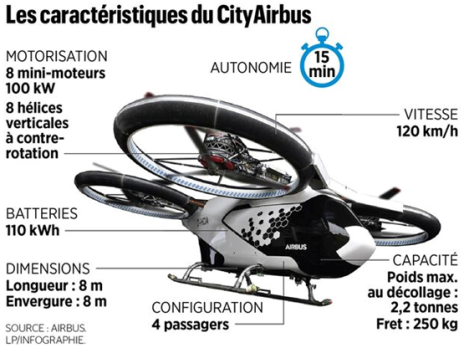 Les caractéristiques du CityAirbus
MOTORISATION
8 mini-moteurs
100 kW
8 hélices
verticales
à contre-
rotation
AUTONOMIE
15
min
VITESSE
120 km/h
BATTERIES
110 kWh
AIRBUS
DIMENSIONS
Longueur : 8 m
Envergure : 8 m
CONFIGURATION
4 passagers
CAPACITÉ
Poids max.
au décollage :
2,2 tonnes
Fret : 250 kg
SOURCE : AIRBUS.
LP/INFOGRAPHIE.